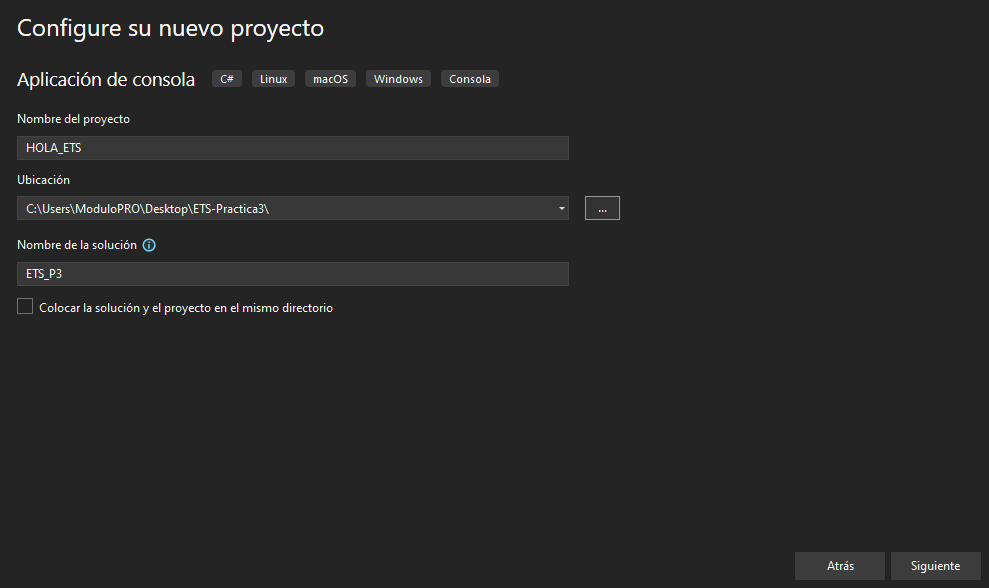 Configure su nuevo proyecto
Aplicación de consola C# Linux macOS Windows Consola
Nombre del proyecto
HOLA_ETS
Ubicación
C:\Users\ModuloPRO\Desktop\ETS-Practica3\
...
Nombre de la solución
ETS_P3
Colocar la solución y el proyecto en el mismo directorio
Atrás Siguiente